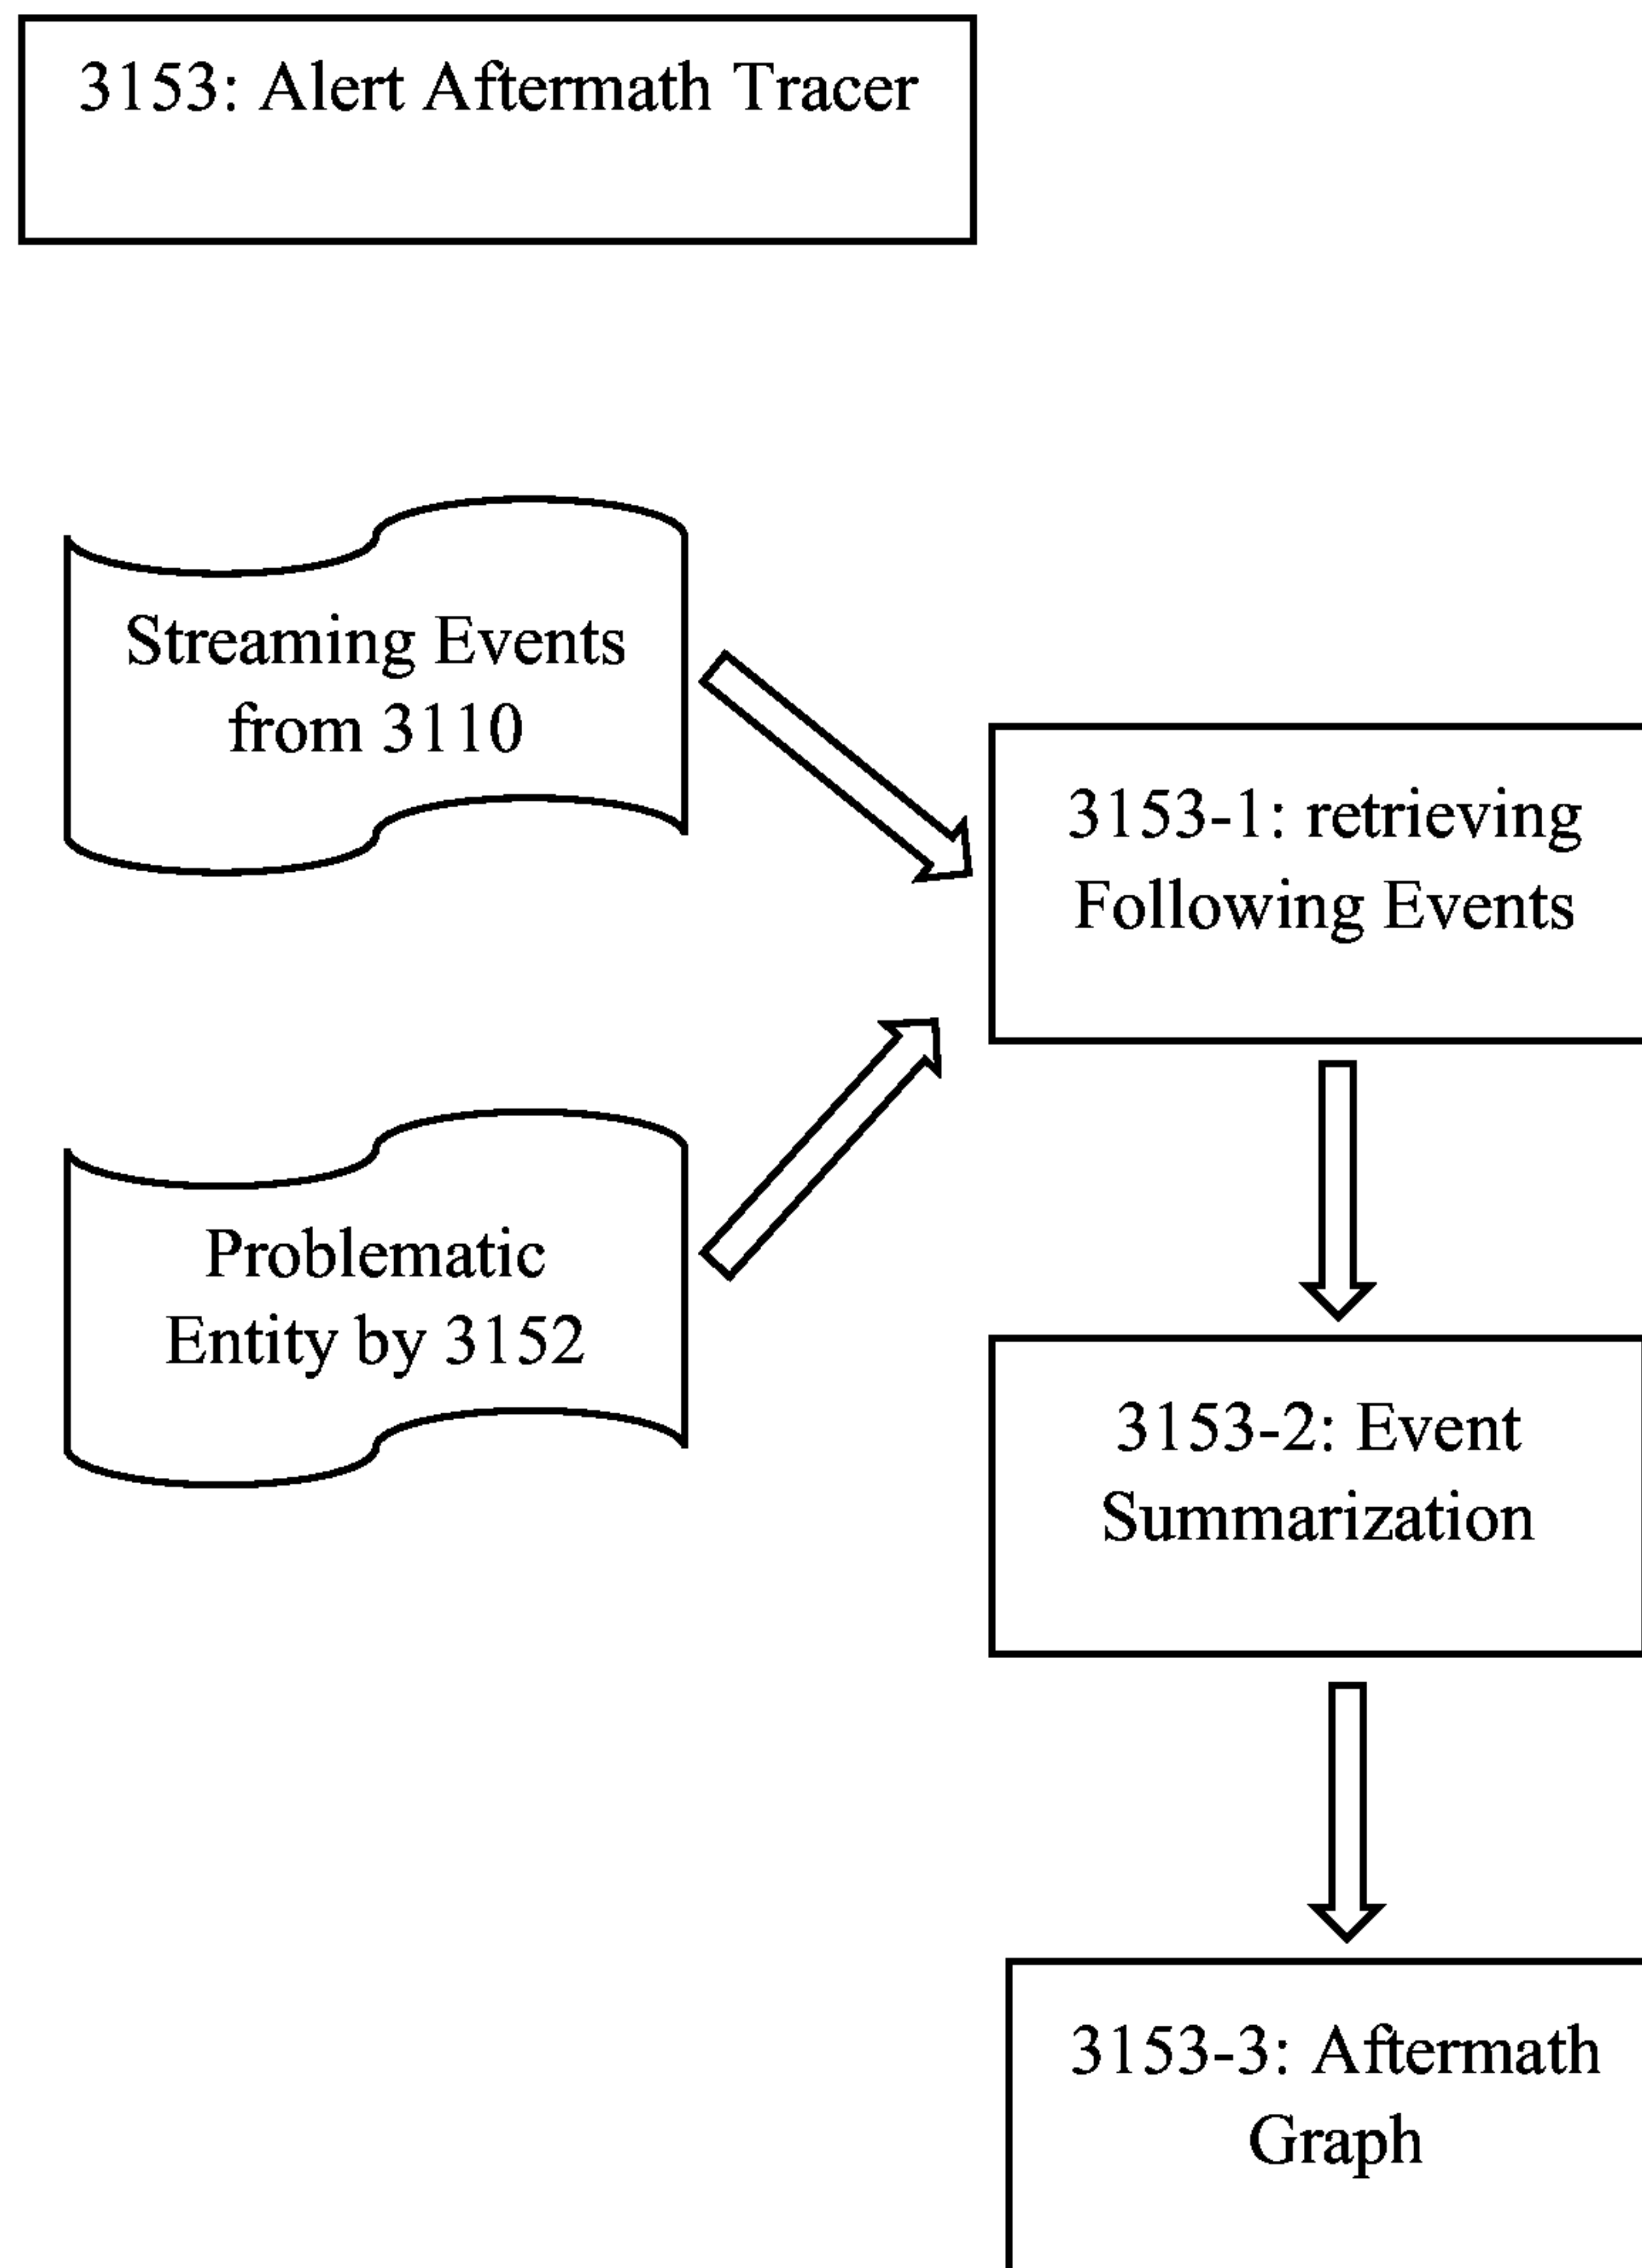 3153: Alert Aftermath Tracer
Streaming Events
from 3110
3153-1: retrieving
Following Events
Problematic
Entity by 3152
3153-2: Event
Summarization
3153-3: Aftermath
Graph